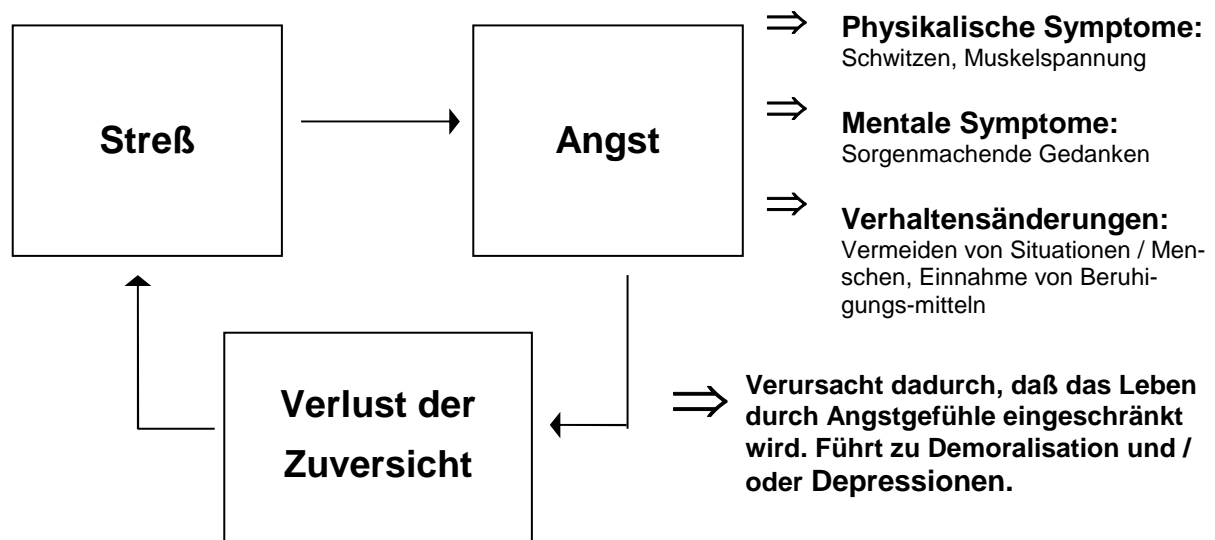 Streß
Angst
⇒ Physikalische Symptome:
Schwitzen, Muskelspannung
⇒ Mentale Symptome:
Sorgenmachende Gedanken
⇒ Verhaltensänderungen:
Vermeiden von Situationen / Men-
schen, Einnahme von Beruhi-
gungs-mitteln
Verlust der
Zuversicht
⇒ Verursacht dadurch, daß das Leben
durch Angstgefühle eingeschränkt
wird. Führt zu Demoralisation und /
oder Depressionen.